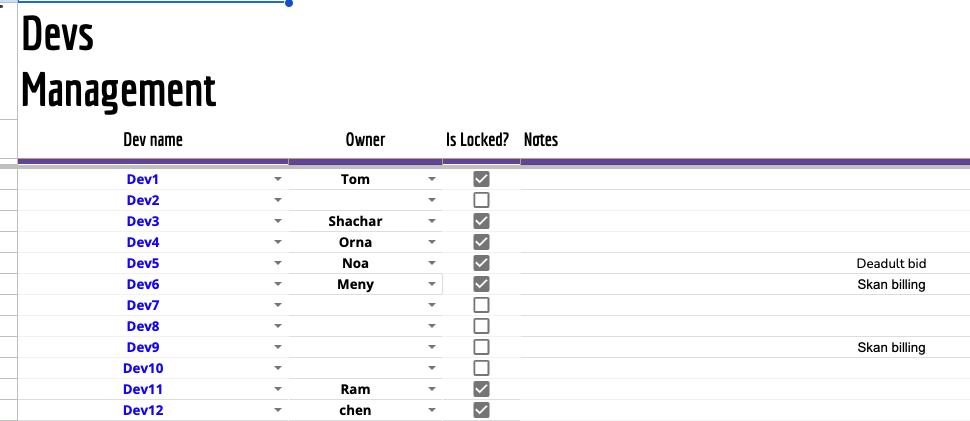 Devs
Management
Dev name Owner Is Locked? Notes
Dev1 Tom
Dev2
Dev3 Shachar
Dev4 Orna
Dev5 Noa Deadult bid
Dev6 Meny Skan billing
Dev7
Dev8
Dev9 Skan billing
Dev10
Dev11 Ram
Dev12 chen